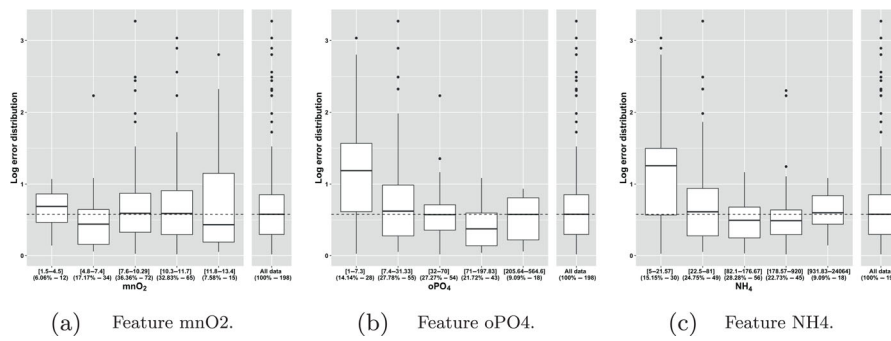 Log error distribution
3
2
1
0
[1.5–4.5] [4.8–7.4] [7.6–10.29] [10.3–11.7] [11.8–13.4] All data
(6.06% – 12) (17.17% – 34) (36.36% – 72) (32.83% – 65) (7.58% – 15) (100% – 198)
mnO2
(a) Feature mnO2.
Log error distribution
3
2
1
0
[1–7.3] [7.4–31.33] [32–70] [71–197.83] [205.64–564.6] All data
(14.14% – 28) (27.78% – 55) (27.27% – 54) (21.72% – 43) (9.09% – 18) (100% – 198)
oPO4
(b) Feature oPO4.
Log error distribution
3
2
1
0
[5–21.57] [22.5–81] [82.1–176.67] [178.57–920] [931.83–24064] All data
(15.15% – 30) (24.75% – 49) (28.28% – 56) (22.73% – 45) (9.09% – 18) (100% – 198
NH4
(c) Feature NH4.